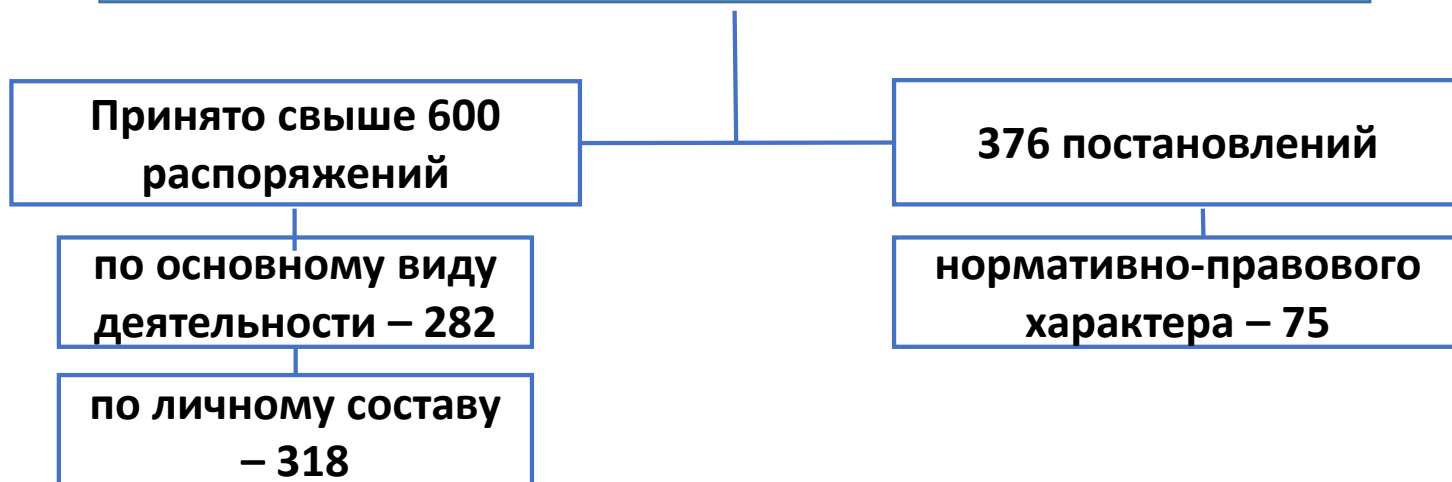 Принято свыше 600
распоряжений
376 постановлений
по основному виду
деятельности – 282
нормативно-правового
характера – 75
по личному составу
– 318